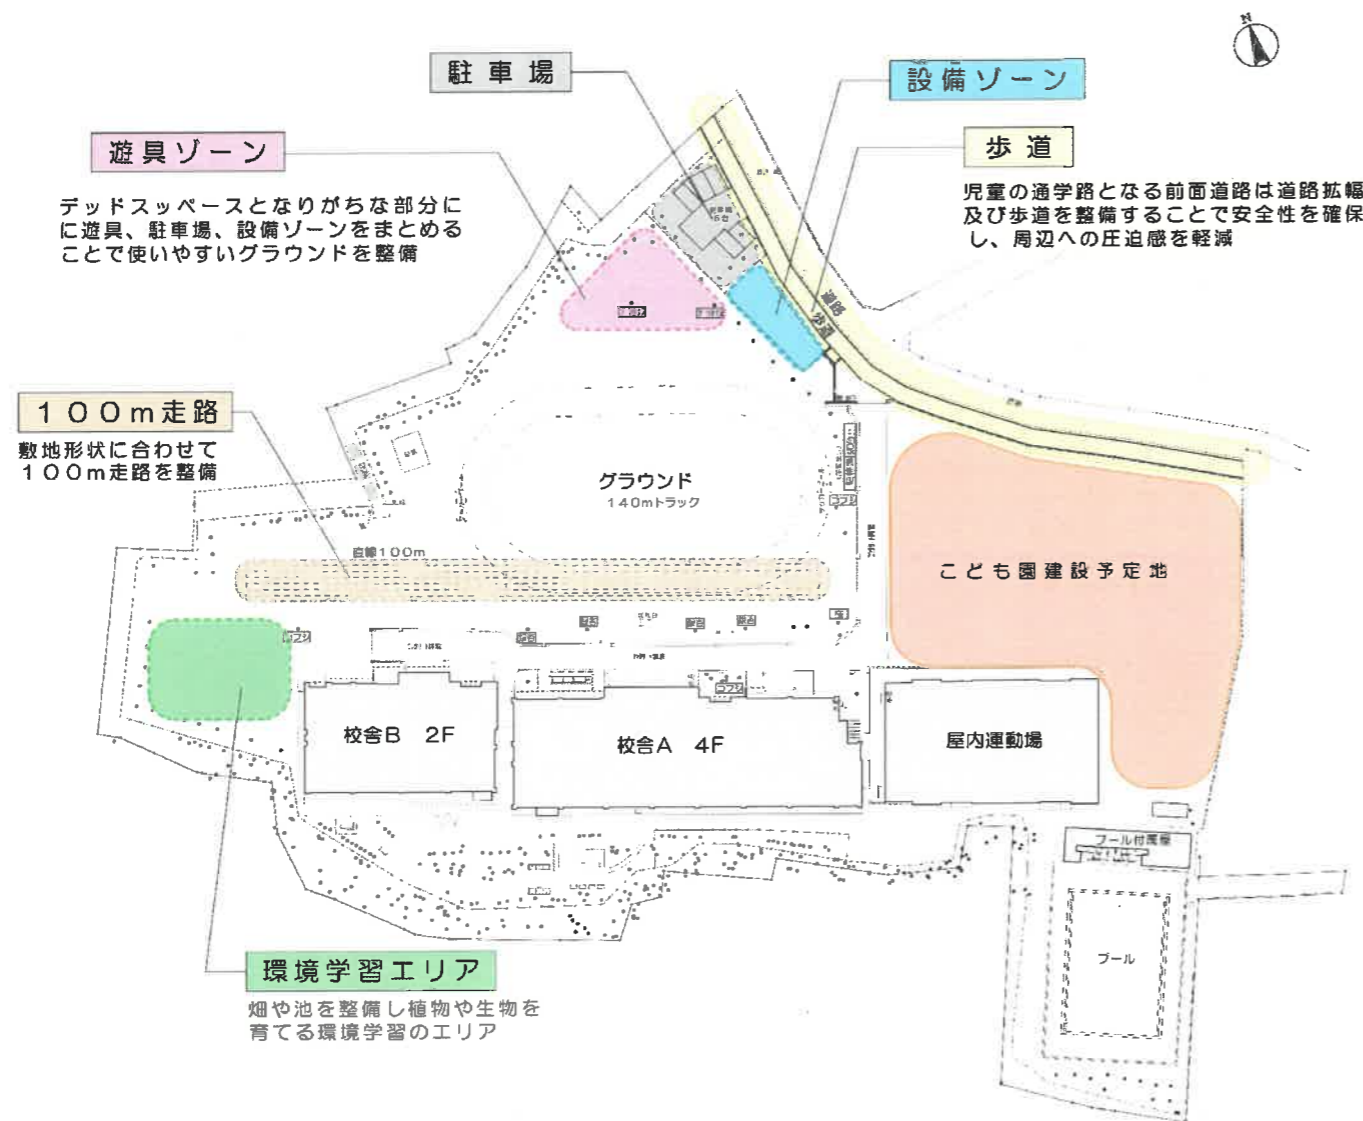 N
駐車場
設備ゾーン
遊具ゾーン
歩道
デッドスッペースとなりがちな部分に
に遊具、駐車場、設備ゾーンをまとめる
ことで使いやすいグラウンドを整備
児童の通学路となる前面道路は道路拡幅
及び歩道を整備することで安全性を確保
し、周辺への圧迫感を軽減
道路
歩道
100m走路
敷地形状に合わせて
100m走路を整備
グラウンド
140mトラック
直線100m
こども園建設予定地
校舎B 2F
校舎A 4F
屋内運動場
プール付属屋
プール
環境学習エリア
畑や池を整備し植物や生物を
育てる環境学習のエリア